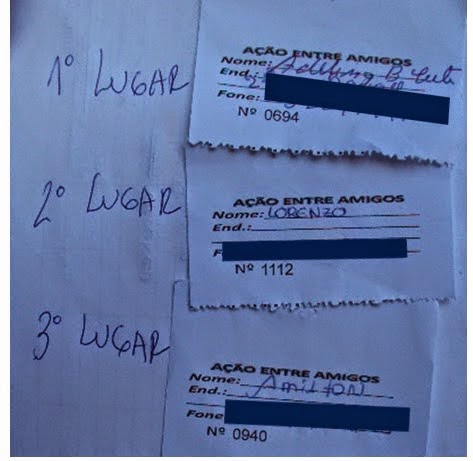 1º LUGAR
AÇÃO ENTRE AMIGOS
Nome: B
End.:
Fone:
Nº 0694
2º LUGAR
AÇÃO ENTRE AMIGOS
Nome: LORENZO
End.:
F
Nº 1112
3º LUGAR
AÇÃO ENTRE AMIGOS
Nome: Amilton
End.:
Fone
Nº 0940